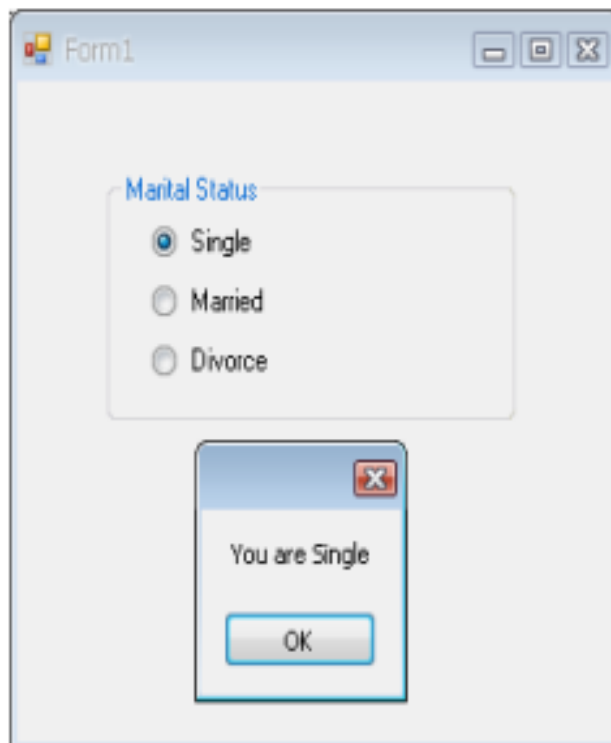 Form1
Marital Status
Single
Married
Divorce
You are Single
OK